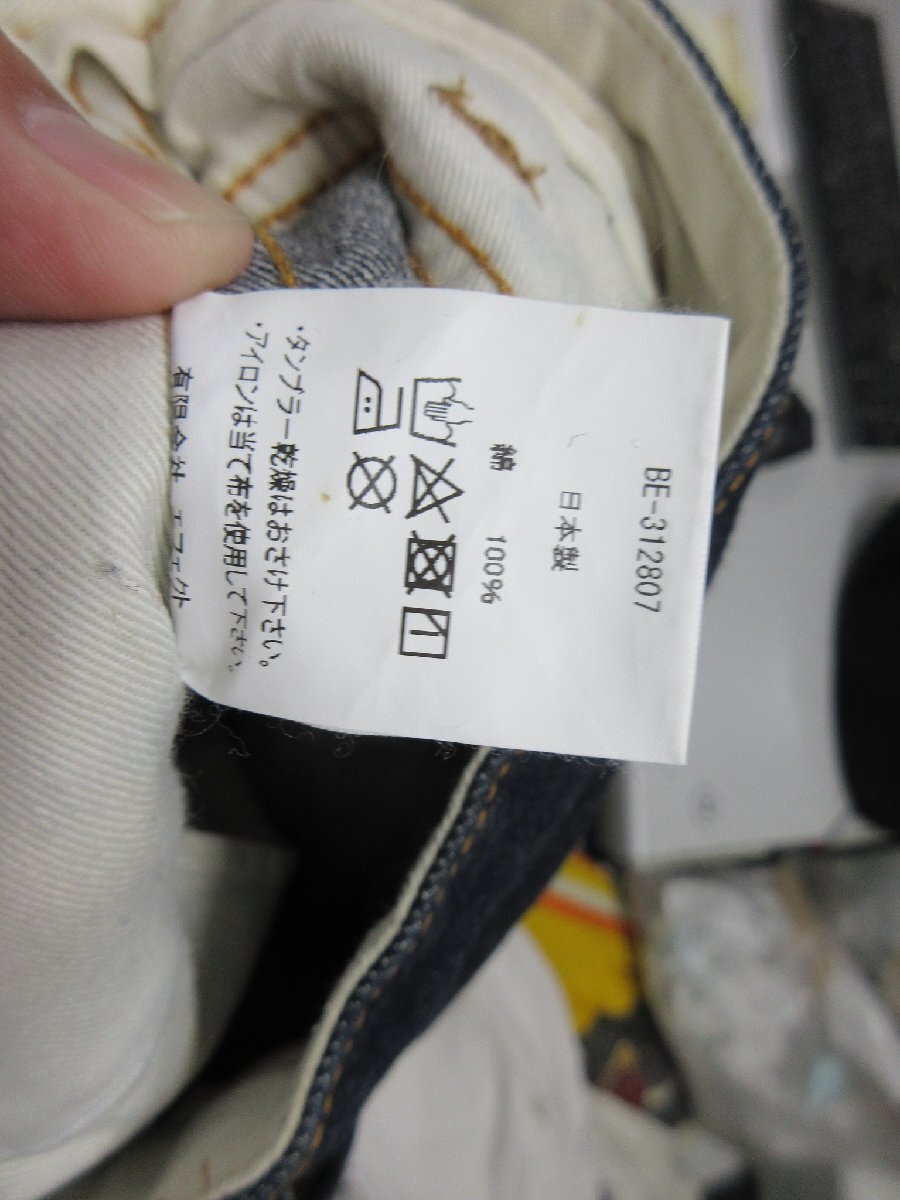 BE-312807
日本製
綿 100%
・タンブラー乾燥はおさけ下さい。
・アイロンは当て布を使用して下さい。
有限会社 エフェクト